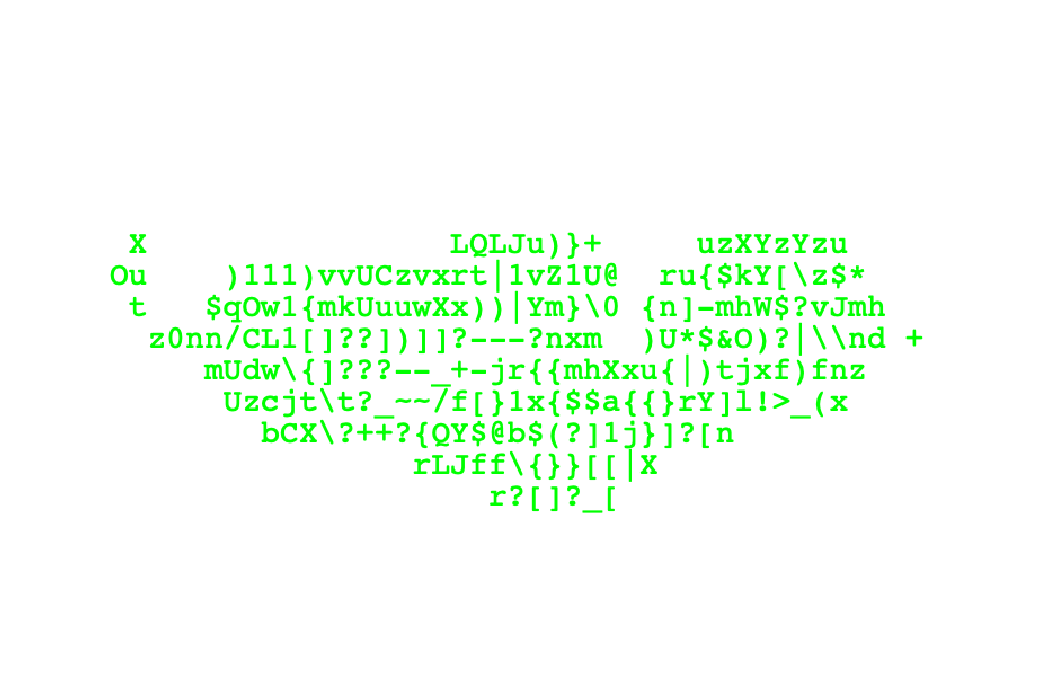 X                LQLJu)}+     uzXYzYzu
Ou    )111)vvUCzvxrt|1vZ1U@  ru{$kY[\z$*
t   $qOw1{mkUuuwXx))|Ym}\0 {n]-mhW$?vJmh
z0nn/CL1[]??])]]?---?nxm  )U*$&O)?|\\nd +
mUdw\{]???--_+-jr{{mhXxu{|)tjxf)fnz
Uzcjt\t?_~~/f[}1x{$$a{{}rY]l!>_(x
bCX\?++?{QY$@b$(?]1j}]?[n
rLJff\{}}[[|X
r?[]?_[